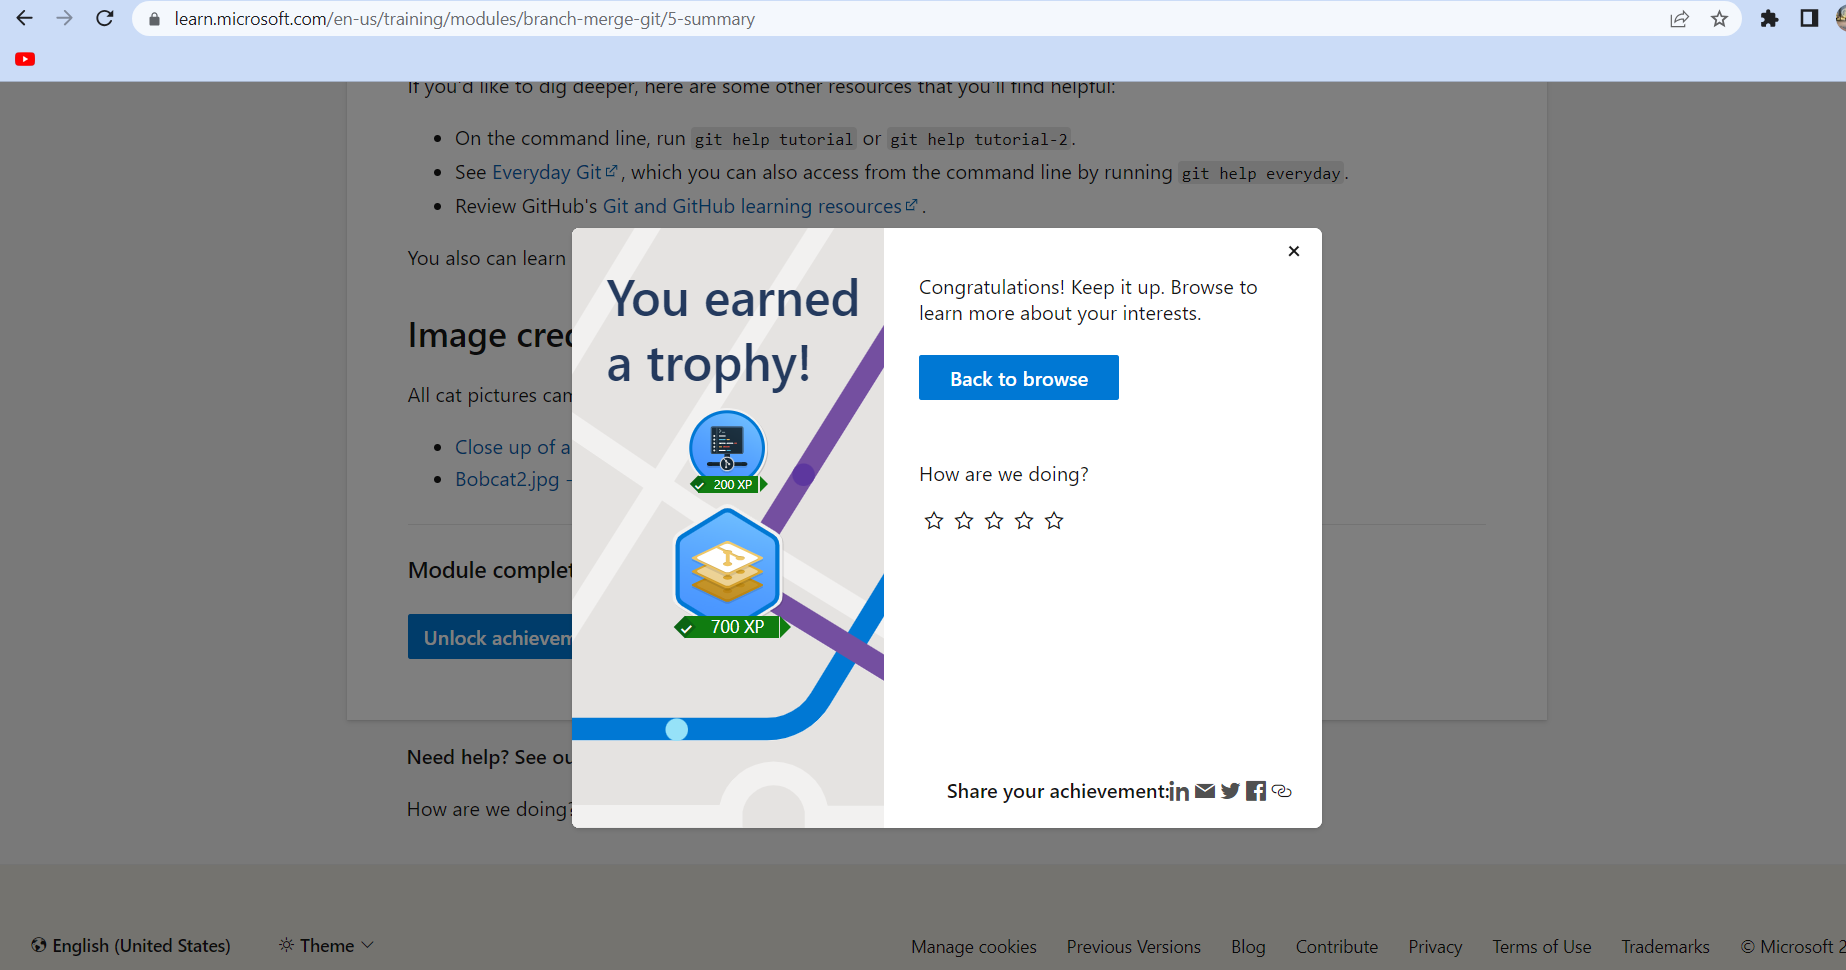 learn.microsoft.com/en-us/training/modules/branch-merge-git/5-summary
If you'd like to dig deeper, here are some other resources that you'll find helpful:
On the command line, run git help tutorial or git help tutorial-2.
See Everyday Git, which you can also access from the command line by running git help everyday.
Review GitHub's Git and GitHub learning resources.
You also can learn
Image cred
All cat pictures cam
Close up of a
Bobcat2.jpg -
Module complet
Unlock achievem
Need help? See ou
How are we doing?
You earned
a trophy!
200 XP
700 XP
Congratulations! Keep it up. Browse to
learn more about your interests.
Back to browse
How are we doing?
Share your achievement:
English (United States)
Theme
Manage cookies
Previous Versions
Blog
Contribute
Privacy
Terms of Use
Trademarks
© Microsoft 2